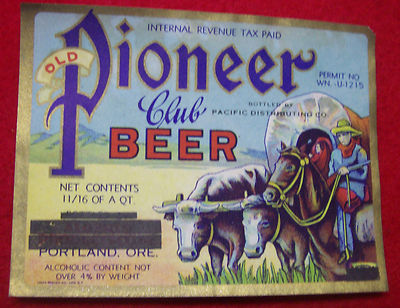 INTERNAL REVENUE TAX PAID
OLD
Pioneer
PERMIT NO
WN.-U-1215
Club
BOTTLED BY
PACIFIC DISTRIBUTING CO.
BEER
NET CONTENTS
11/16 OF A QT.
PORTLAND, ORE.
ALCOHOLIC CONTENT NOT
OVER 4% BY WEIGHT